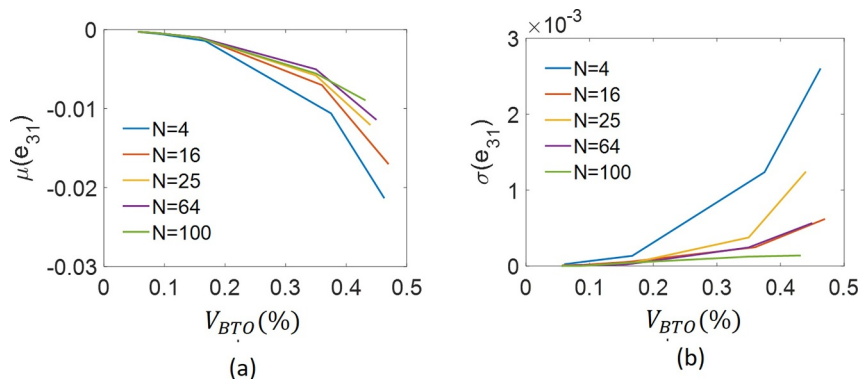 0
-0.01
-0.02
-0.03
0
0.1
0.2
0.3
0.4
0.5
μ(e31)
V_BTO(%)
N=4
N=16
N=25
N=64
N=100
(a)
3 ×10-3
2
1
0
0
0.1
0.2
0.3
0.4
0.5
σ(e31)
V_BTO(%)
N=4
N=16
N=25
N=64
N=100
(b)